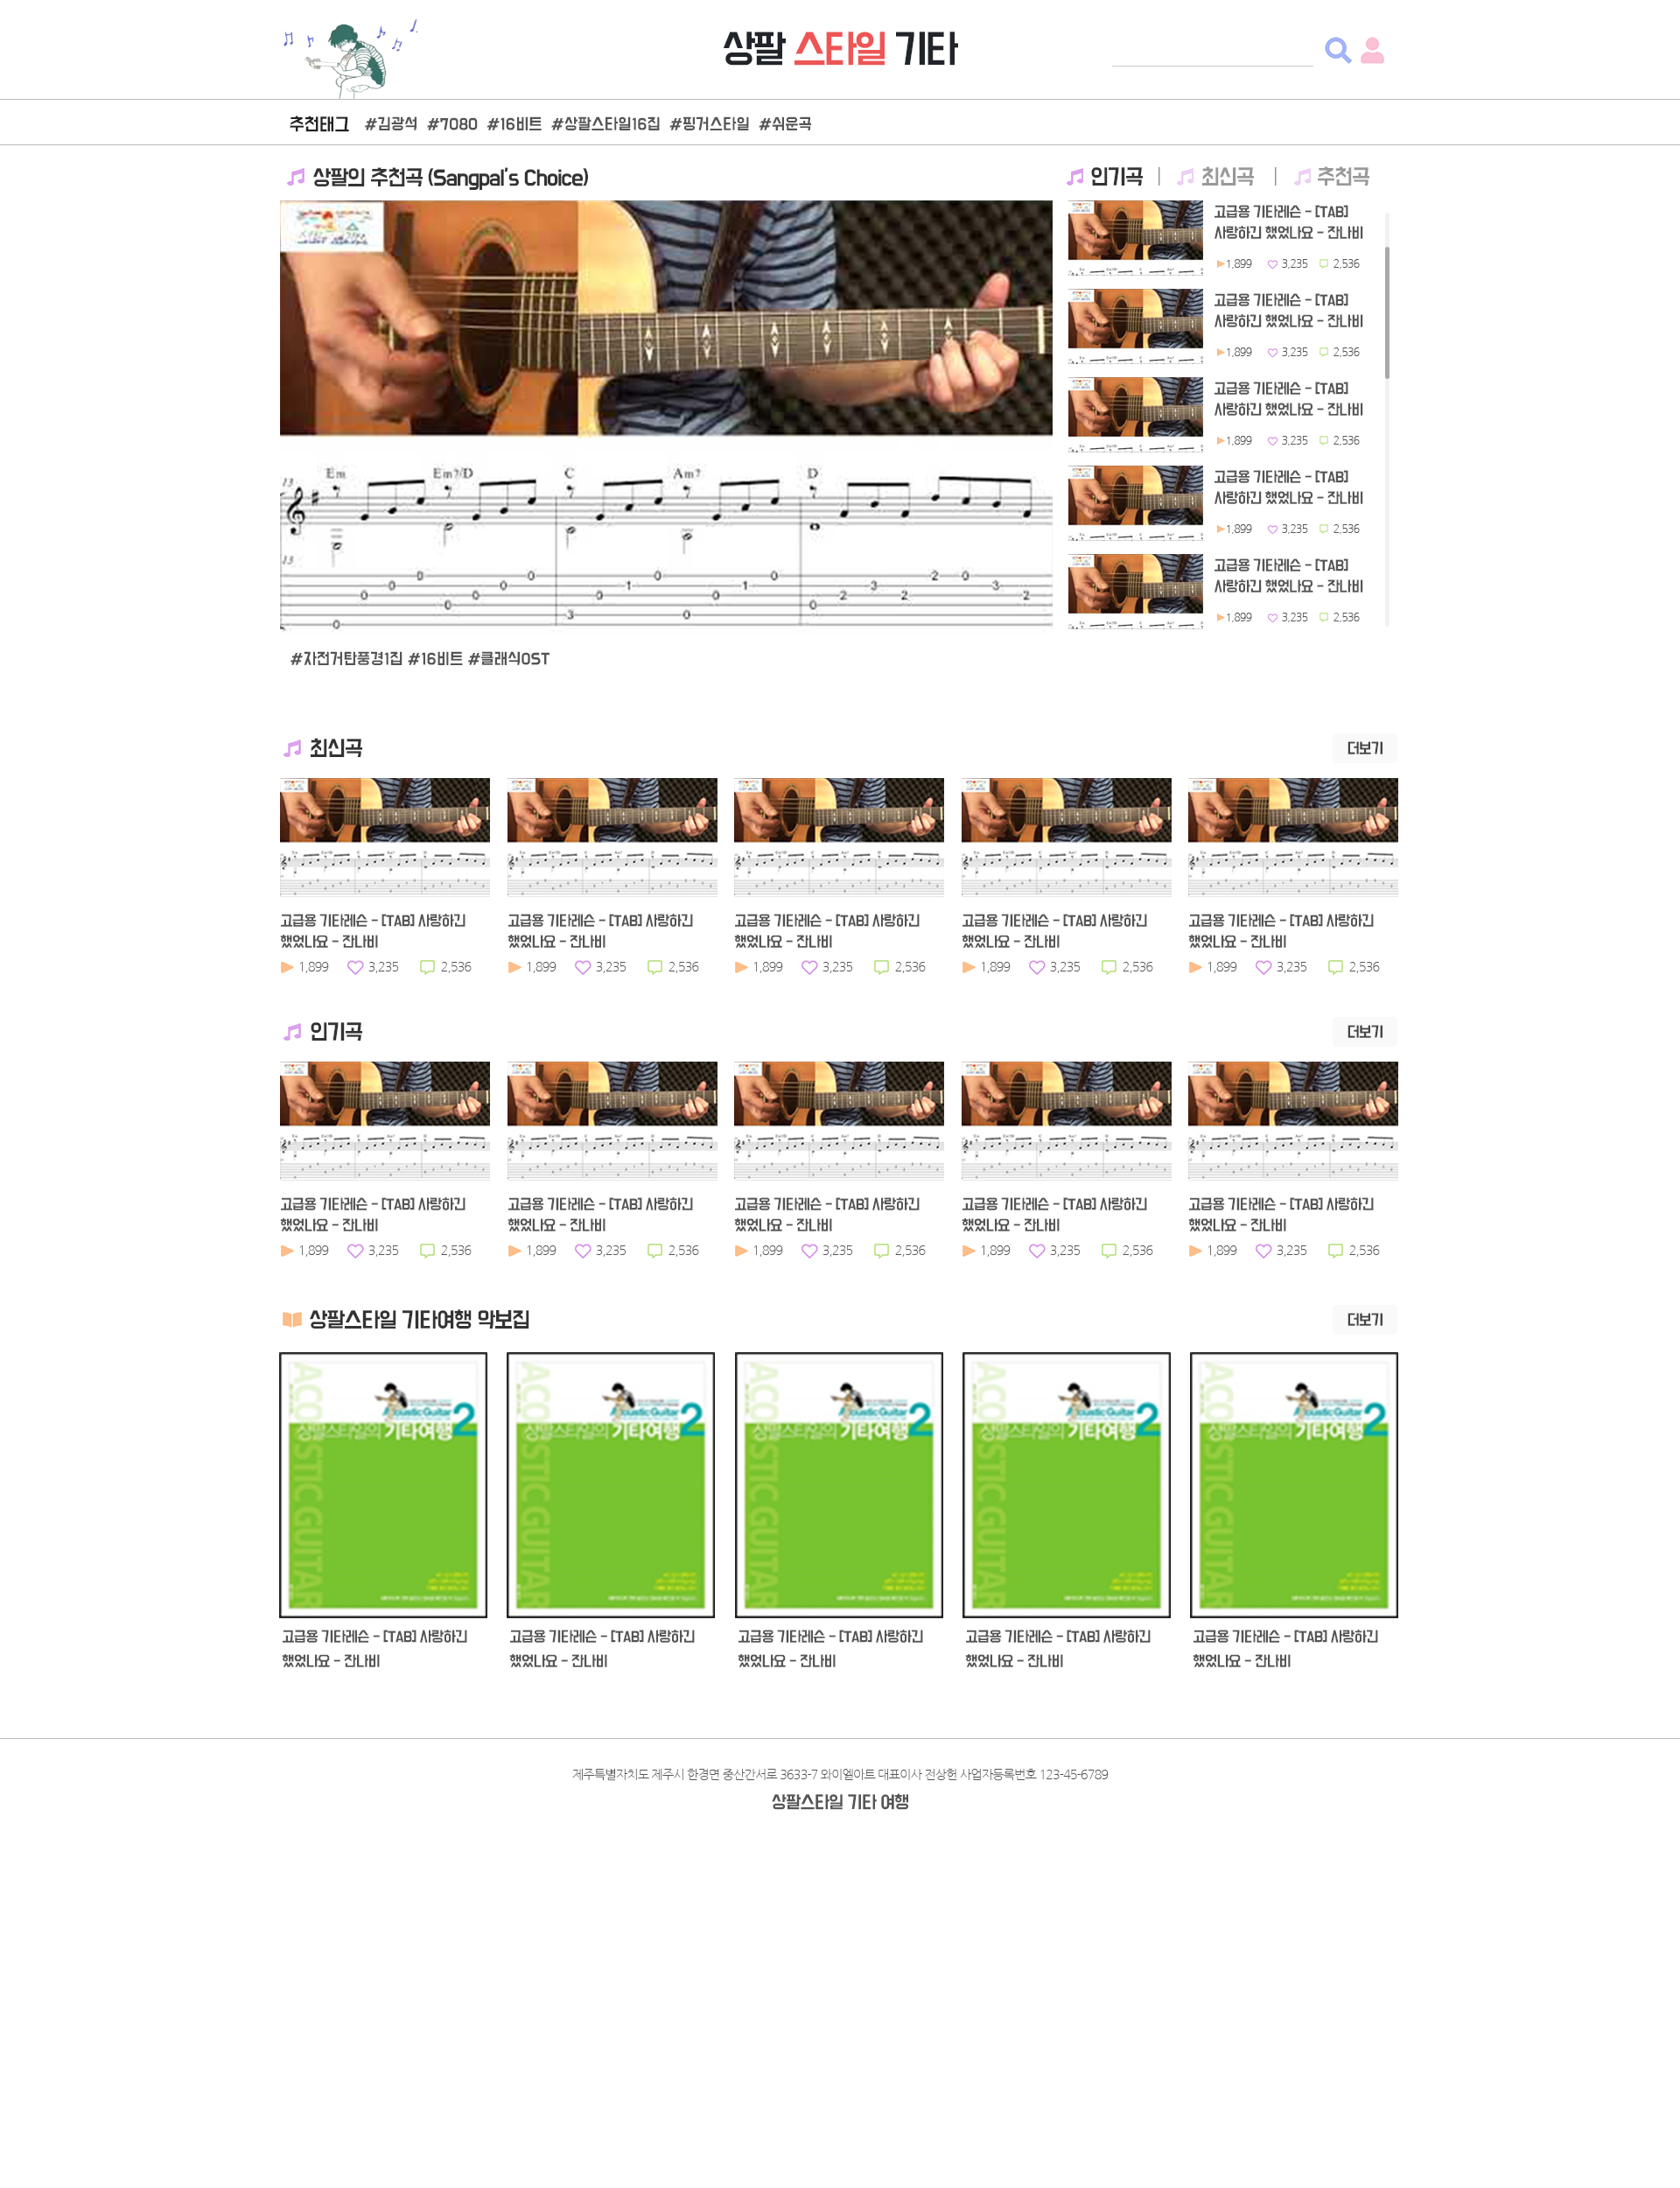 상팔 스타일 기타
추천태그 #김광석 #7080 #16비트 #상팔스타일16집 #핑거스타일 #쉬운곡
상팔의 추천곡 (Sangpal's Choice)
Em Em7/D C Am7 D
13
13
#자전거탄풍경1집 #16비트 #클래식OST
인기곡 | 최신곡 | 추천곡
고급용 기타레슨 - [TAB]
사랑하긴 했었나요 - 잔나비
1,899 3,235 2,536
고급용 기타레슨 - [TAB]
사랑하긴 했었나요 - 잔나비
1,899 3,235 2,536
고급용 기타레슨 - [TAB]
사랑하긴 했었나요 - 잔나비
1,899 3,235 2,536
고급용 기타레슨 - [TAB]
사랑하긴 했었나요 - 잔나비
1,899 3,235 2,536
고급용 기타레슨 - [TAB]
사랑하긴 했었나요 - 잔나비
1,899 3,235 2,536
최신곡 더보기
고급용 기타레슨 - [TAB] 사랑하긴
했었나요 - 잔나비
1,899 3,235 2,536
고급용 기타레슨 - [TAB] 사랑하긴
했었나요 - 잔나비
1,899 3,235 2,536
고급용 기타레슨 - [TAB] 사랑하긴
했었나요 - 잔나비
1,899 3,235 2,536
고급용 기타레슨 - [TAB] 사랑하긴
했었나요 - 잔나비
1,899 3,235 2,536
고급용 기타레슨 - [TAB] 사랑하긴
했었나요 - 잔나비
1,899 3,235 2,536
인기곡 더보기
고급용 기타레슨 - [TAB] 사랑하긴
했었나요 - 잔나비
1,899 3,235 2,536
고급용 기타레슨 - [TAB] 사랑하긴
했었나요 - 잔나비
1,899 3,235 2,536
고급용 기타레슨 - [TAB] 사랑하긴
했었나요 - 잔나비
1,899 3,235 2,536
고급용 기타레슨 - [TAB] 사랑하긴
했었나요 - 잔나비
1,899 3,235 2,536
고급용 기타레슨 - [TAB] 사랑하긴
했었나요 - 잔나비
1,899 3,235 2,536
상팔스타일 기타여행 악보집 더보기
Acoustic Guitar 2
상팔스타일의 기타여행
ACOUSTIC GUITAR
고급용 기타레슨 - [TAB] 사랑하긴
했었나요 - 잔나비
Acoustic Guitar 2
상팔스타일의 기타여행
ACOUSTIC GUITAR
고급용 기타레슨 - [TAB] 사랑하긴
했었나요 - 잔나비
Acoustic Guitar 2
상팔스타일의 기타여행
ACOUSTIC GUITAR
고급용 기타레슨 - [TAB] 사랑하긴
했었나요 - 잔나비
Acoustic Guitar 2
상팔스타일의 기타여행
ACOUSTIC GUITAR
고급용 기타레슨 - [TAB] 사랑하긴
했었나요 - 잔나비
Acoustic Guitar 2
상팔스타일의 기타여행
ACOUSTIC GUITAR
고급용 기타레슨 - [TAB] 사랑하긴
했었나요 - 잔나비
제주특별자치도 제주시 한경면 중산간서로 3633-7 와이엘아트 대표이사 전상헌 사업자등록번호 123-45-6789
상팔스타일 기타 여행